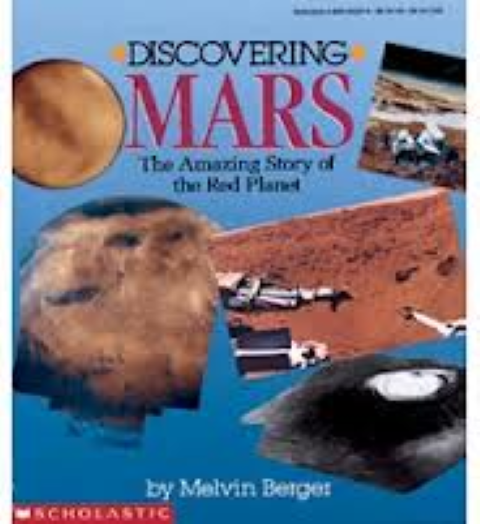 DISCOVERING
MARS
The Amazing Story of
the Red Planet
by Melvin Berger
SCHOLASTIC